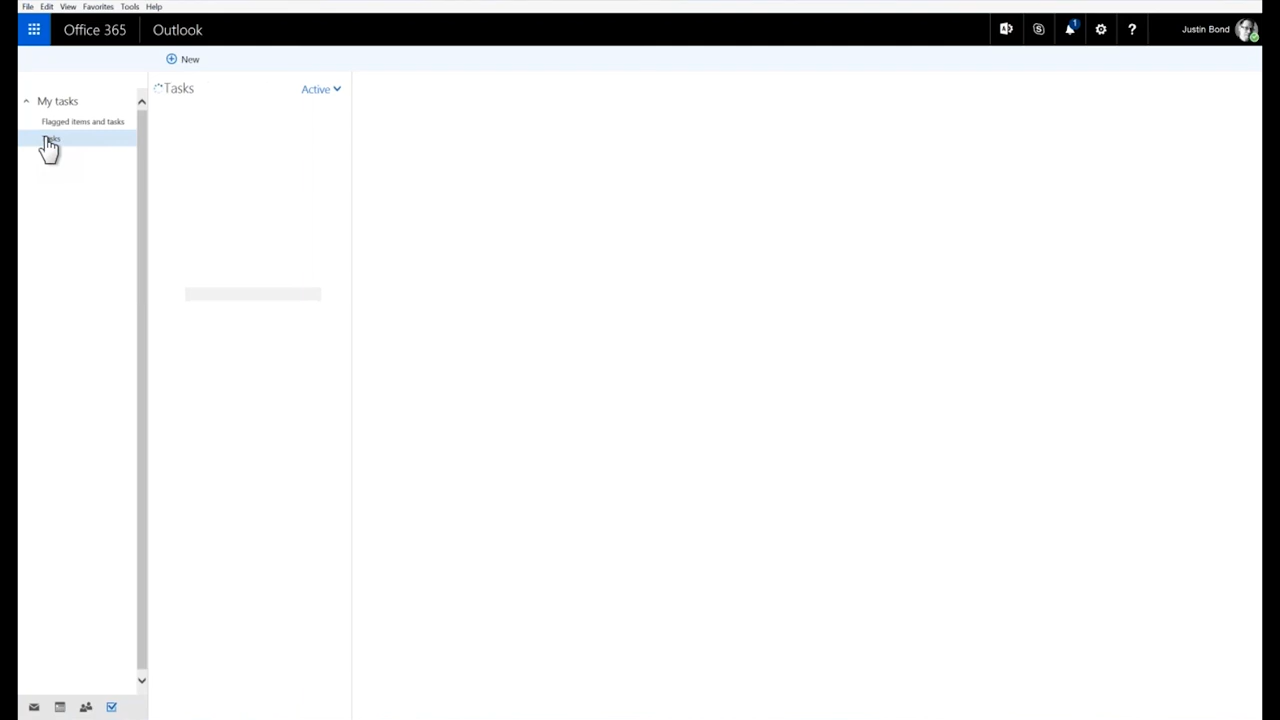 File Edit View Favorites Tools Help
Office 365 Outlook
1
?
Justin Bond
New
Tasks
Active
My tasks
Flagged items and tasks